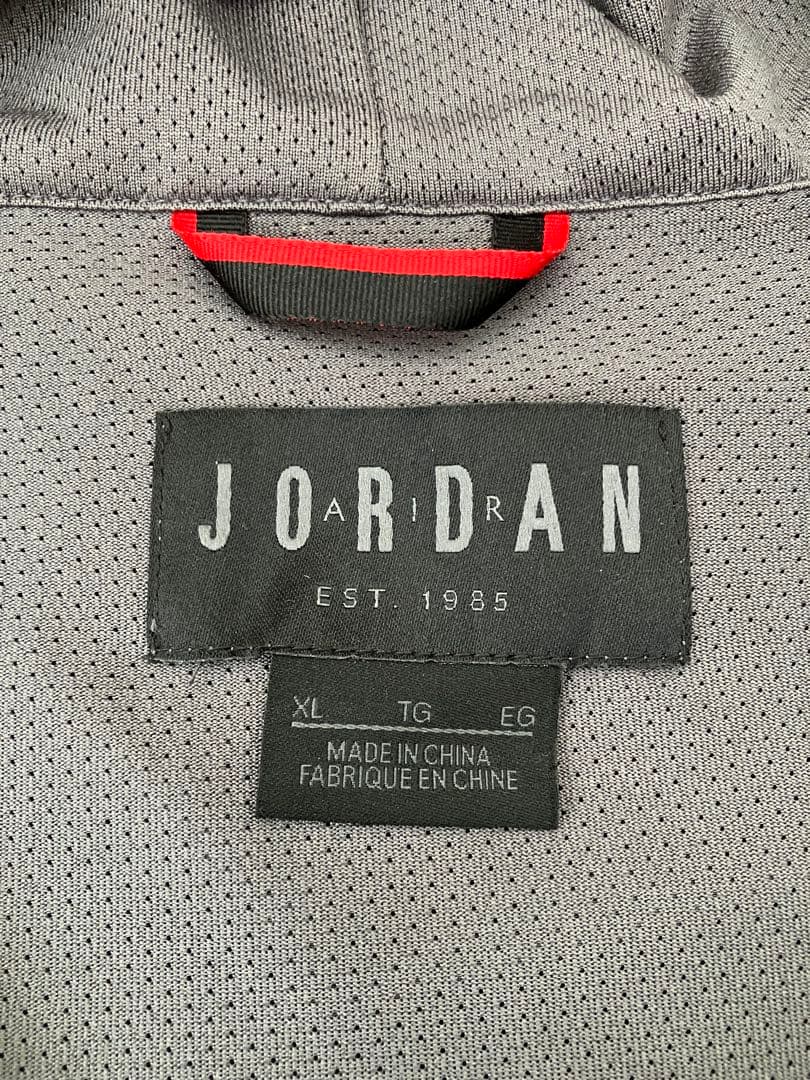 JORDAN
AIR
EST. 1985
XL TG EG
MADE IN CHINA
FABRIQUE EN CHINE